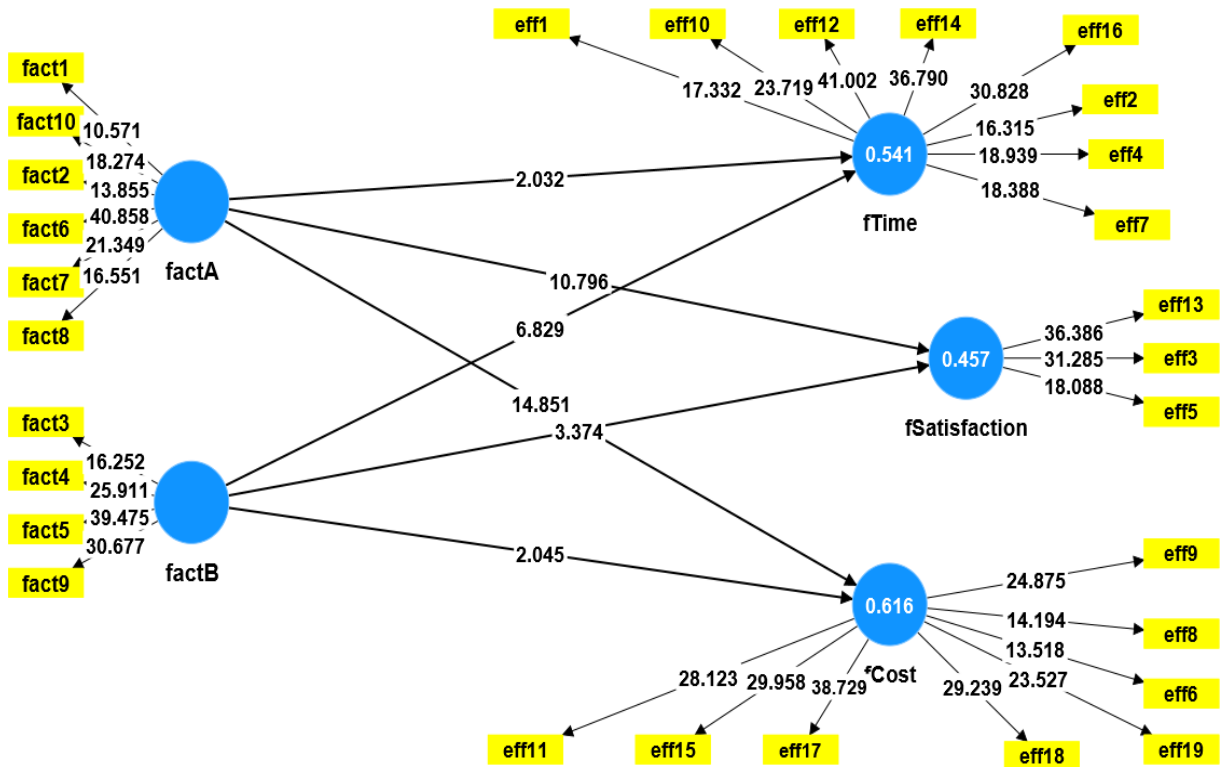 eff1
eff10
eff12
eff14
eff16
fact1
17.332
23.719
41.002
36.790
30.828
eff2
fact10
10.571
16.315
0.541
18.939
eff4
18.274
fact2
13.855
2.032
18.388
40.858
fact6
fTime
eff7
21.349
16.551
fact7
factA
10.796
eff13
fact8
6.829
36.386
0.457
31.285
eff3
18.088
14.851
eff5
fact3
3.374
fSatisfaction
16.252
fact4
25.911
39.475
fact5
30.677
2.045
eff9
factB
fact9
24.875
0.616
14.194
eff8
13.518
28.123
29.958
38.729
fCost
29.239
23.527
eff6
eff11
eff15
eff17
eff18
eff19